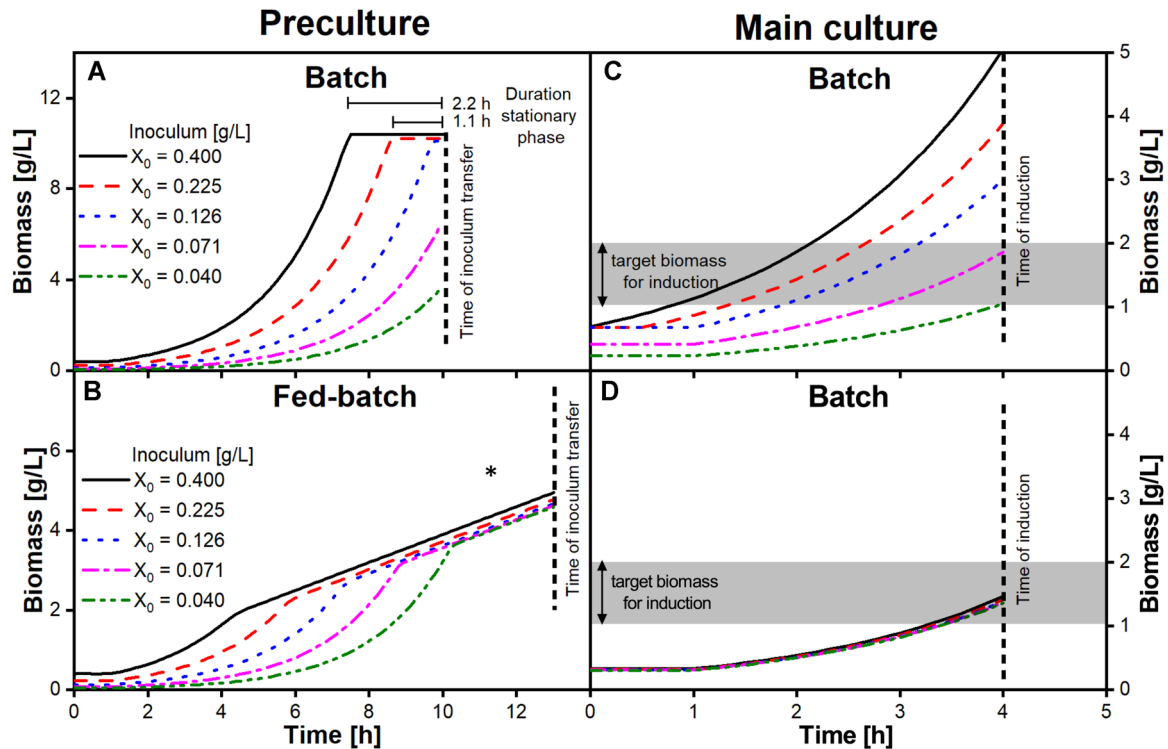 Preculture
Main culture
A
Batch
2.2 h
1.1 h
Duration
stationary
phase
Inoculum [g/L]
X₀ = 0.400
X₀ = 0.225
X₀ = 0.126
X₀ = 0.071
X₀ = 0.040
Time of inoculum transfer
Biomass [g/L]
12
8
4
0
C
Batch
target biomass
for induction
Time of induction
Biomass [g/L]
5
4
3
2
1
0
B
Fed-batch
Inoculum [g/L]
X₀ = 0.400
X₀ = 0.225
X₀ = 0.126
X₀ = 0.071
X₀ = 0.040
*
Time of inoculum transfer
Biomass [g/L]
6
4
2
0
0 2 4 6 8 10 12
Time [h]
D
Batch
target biomass
for induction
Time of induction
Biomass [g/L]
4
3
2
1
0
0 1 2 3 4 5
Time [h]